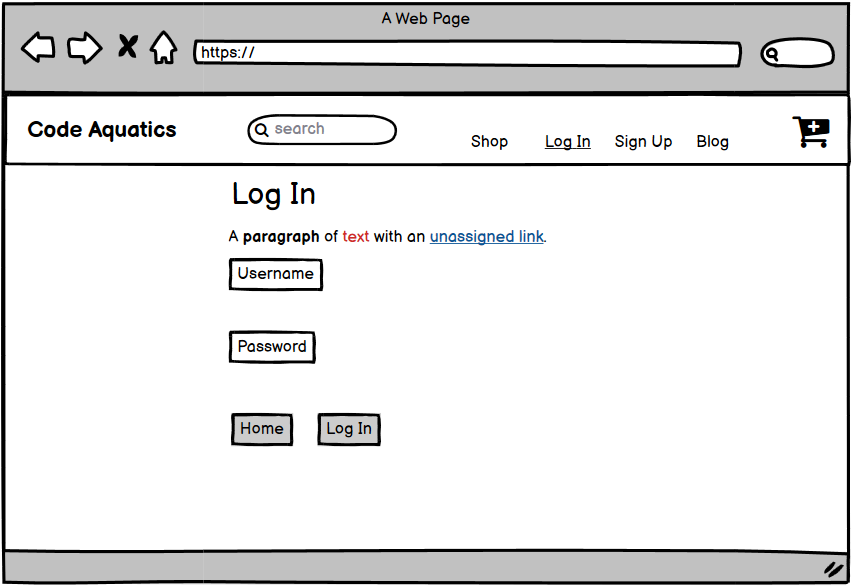 A Web Page
https://
Code Aquatics
search
Shop Log In Sign Up Blog
Log In
A paragraph of text with an unassigned link.
Username
Password
Home Log In